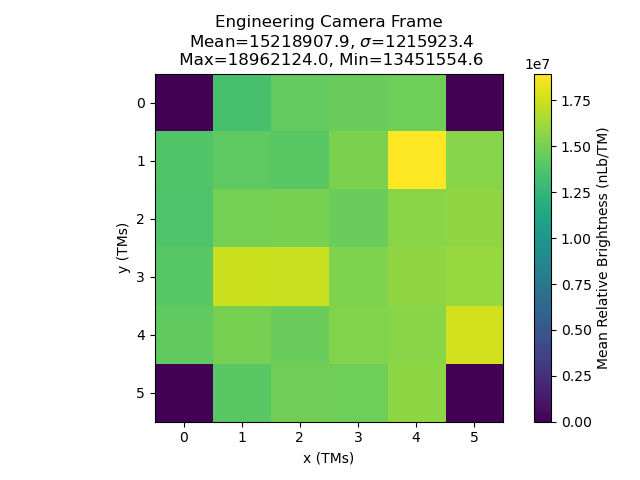 Engineering Camera Frame
Mean=15218907.9, σ=1215923.4
Max=18962124.0, Min=13451554.6
1e7
0
1
2
3
4
5
y (TMs)
0 1 2 3 4 5
x (TMs)
1.75
1.50
1.25
1.00
0.75
0.50
0.25
0.00
Mean Relative Brightness (nLb/TM)